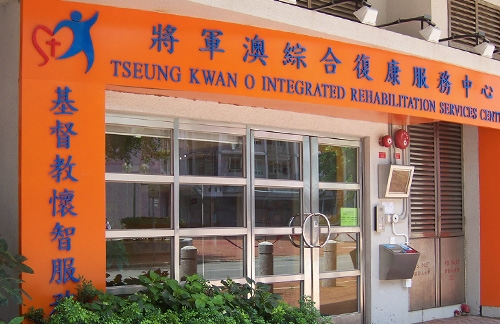 將軍澳綜合復康服務中心
TSEUNG KWAN O INTEGRATED REHABILITATION SERVICES CENT
基督教懷智服